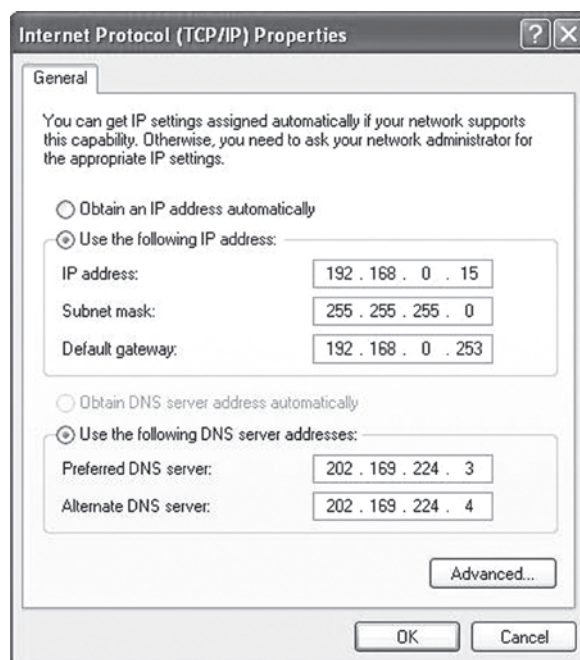 Internet Protocol (TCP/IP) Properties
General
You can get IP settings assigned automatically if your network supports
this capability. Otherwise, you need to ask your network administrator for
the appropriate IP settings.
Obtain an IP address automatically
Use the following IP address:
IP address: 192 . 168 . 0 . 15
Subnet mask: 255 . 255 . 255 . 0
Default gateway: 192 . 168 . 0 . 253
Obtain DNS server address automatically
Use the following DNS server addresses:
Preferred DNS server: 202 . 169 . 224 . 3
Alternate DNS server: 202 . 169 . 224 . 4
Advanced...
OK Cancel